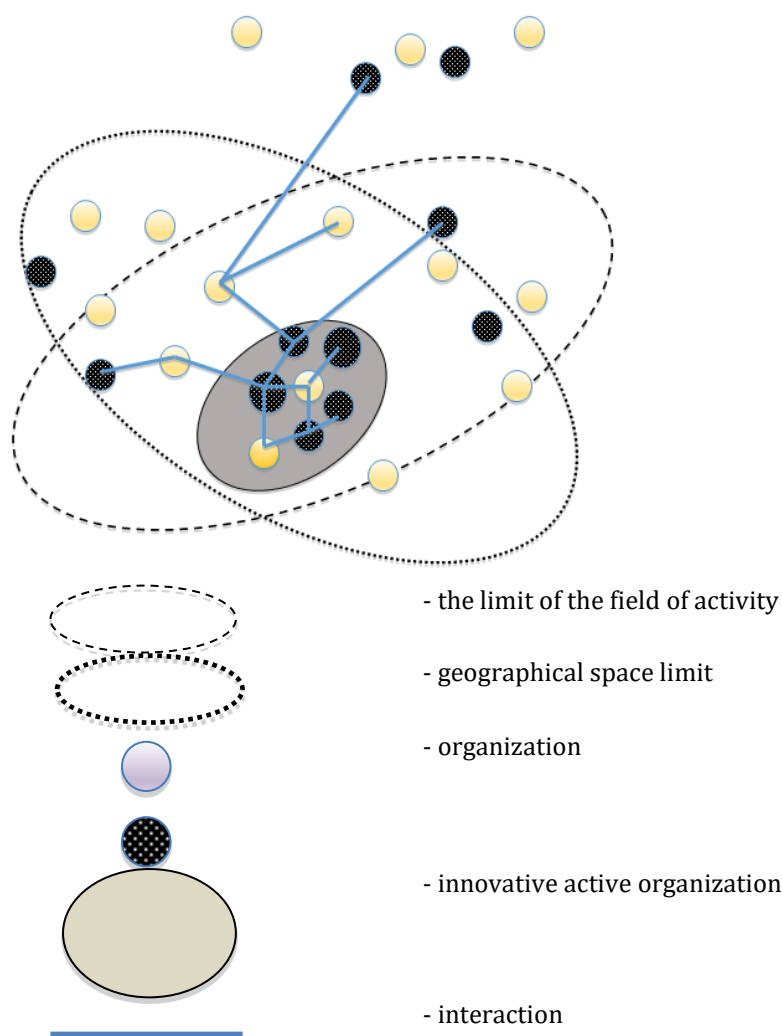 - the limit of the field of activity
- geographical space limit
- organization
- innovative active organization
- interaction